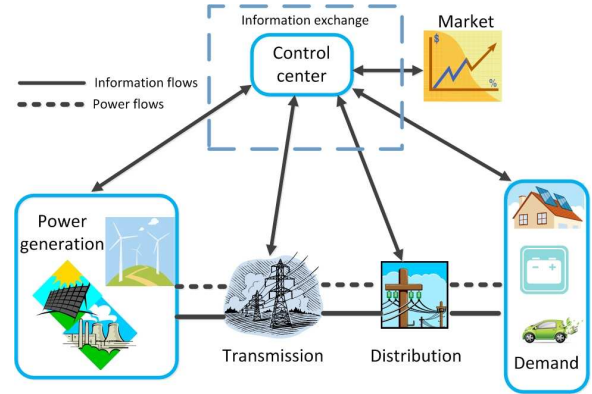 Information exchange
Market
Control
center
$
%
Information flows
Power flows
Power
generation
Transmission
Distribution
Demand